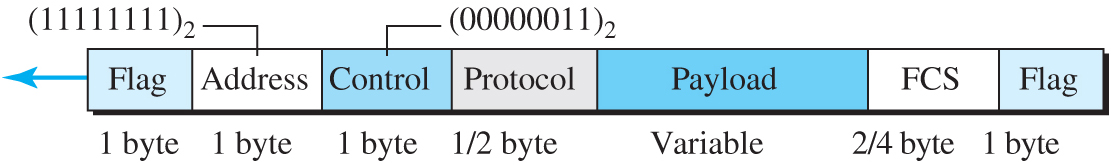 (11111111)₂ (00000011)₂
Flag Address Control Protocol Payload FCS Flag
1 byte 1 byte 1 byte 1/2 byte Variable 2/4 byte 1 byte